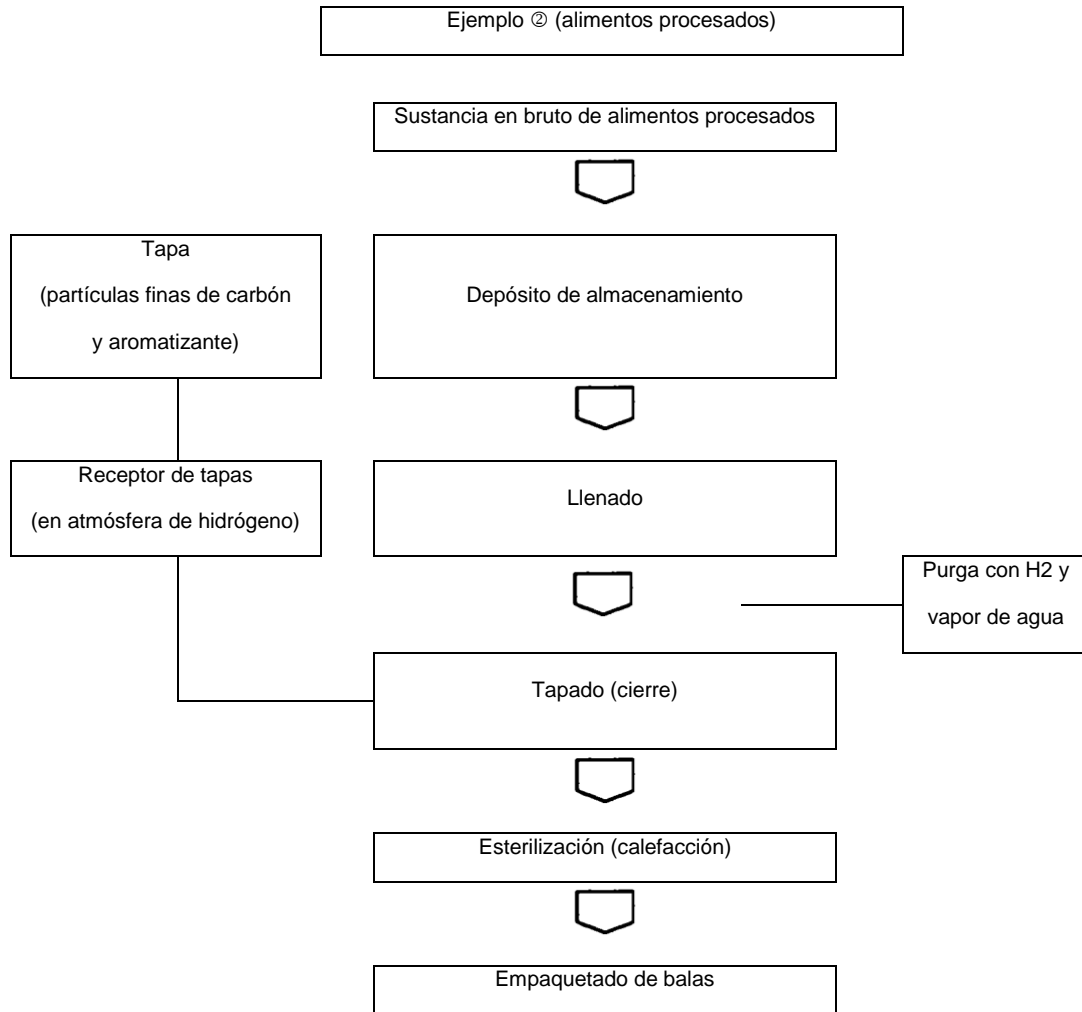 Ejemplo ② (alimentos procesados)
Sustancia en bruto de alimentos procesados
Tapa
(partículas finas de carbón
y aromatizante)
Depósito de almacenamiento
Receptor de tapas
(en atmósfera de hidrógeno)
Llenado
Purga con H2 y
vapor de agua
Tapado (cierre)
Esterilización (calefacción)
Empaquetado de balas